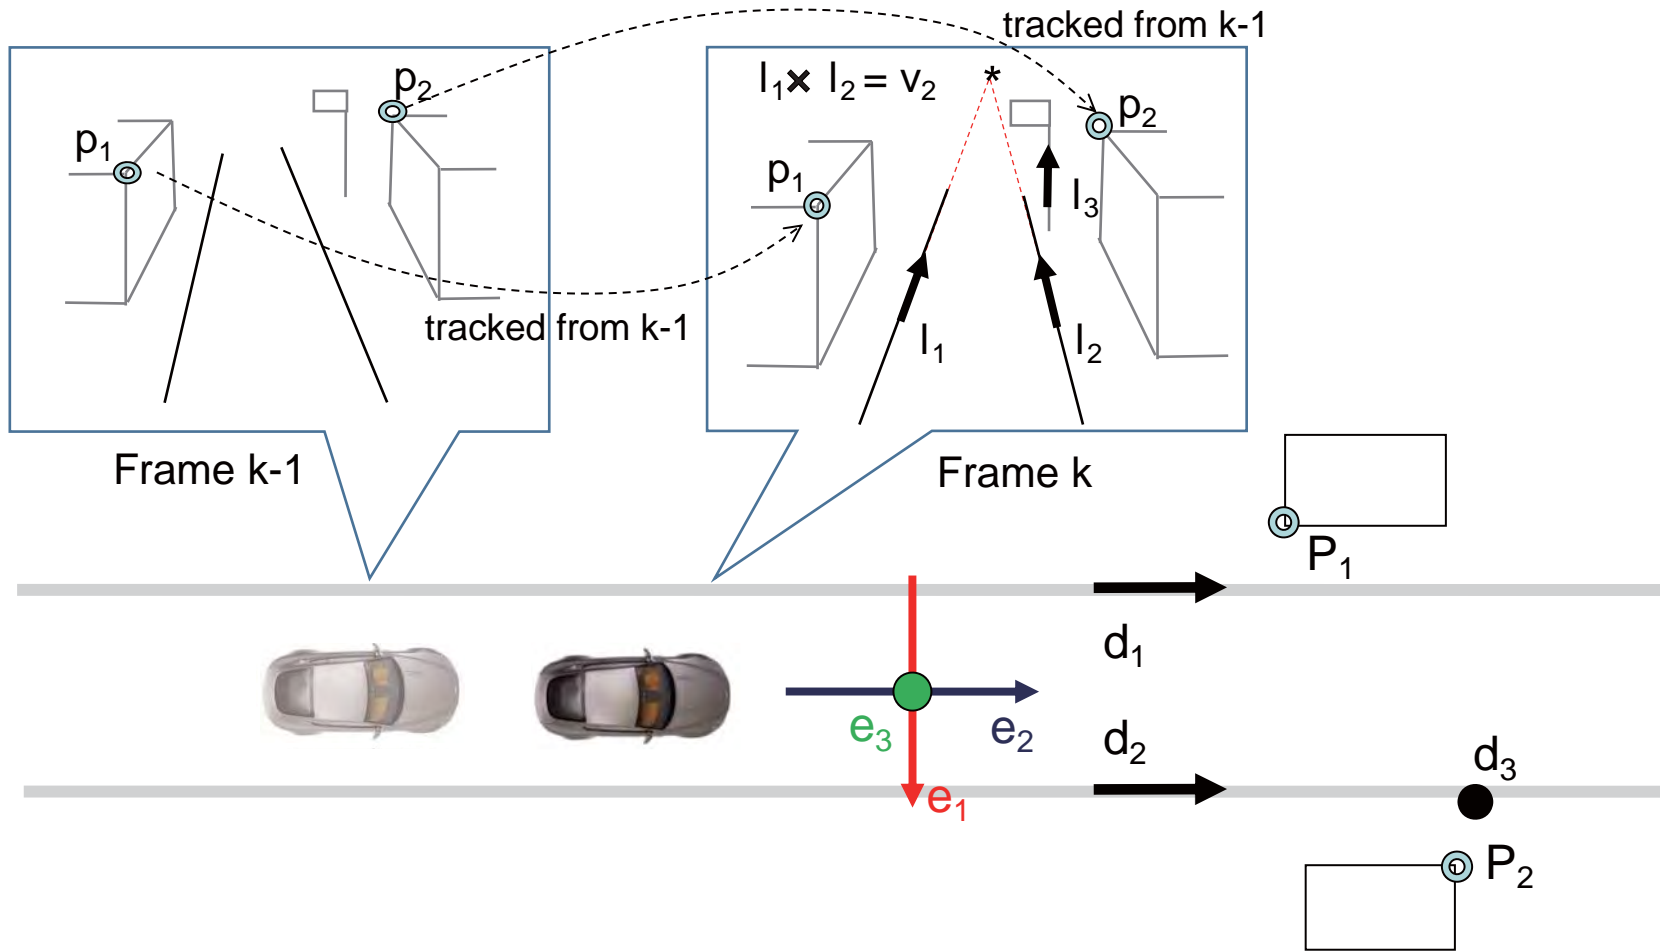 tracked from k-1
p₂
p₁
l₁ × l₂ = v₂
*
p₂
p₁
l₃
tracked from k-1
l₁
l₂
Frame k-1
Frame k
P₁
d₁
e₃
e₂
d₂
d₃
e₁
P₂